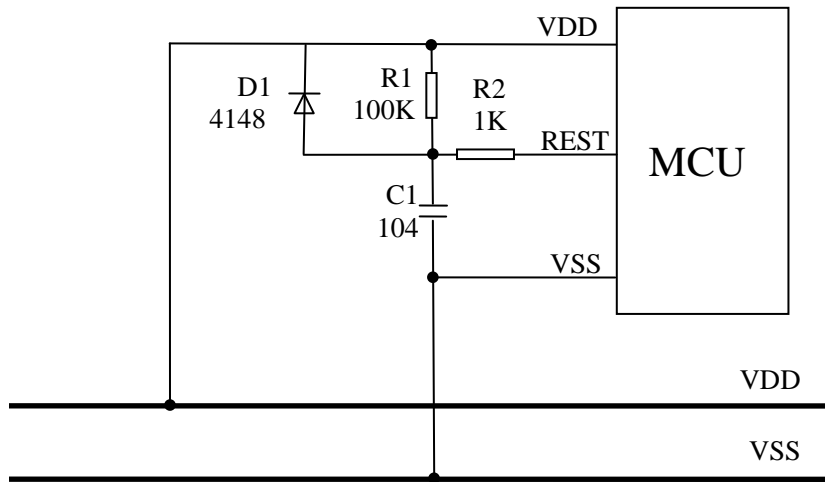 VDD
D1
4148
R1
100K
R2
1K
REST
MCU
C1
104
VSS
VDD
VSS